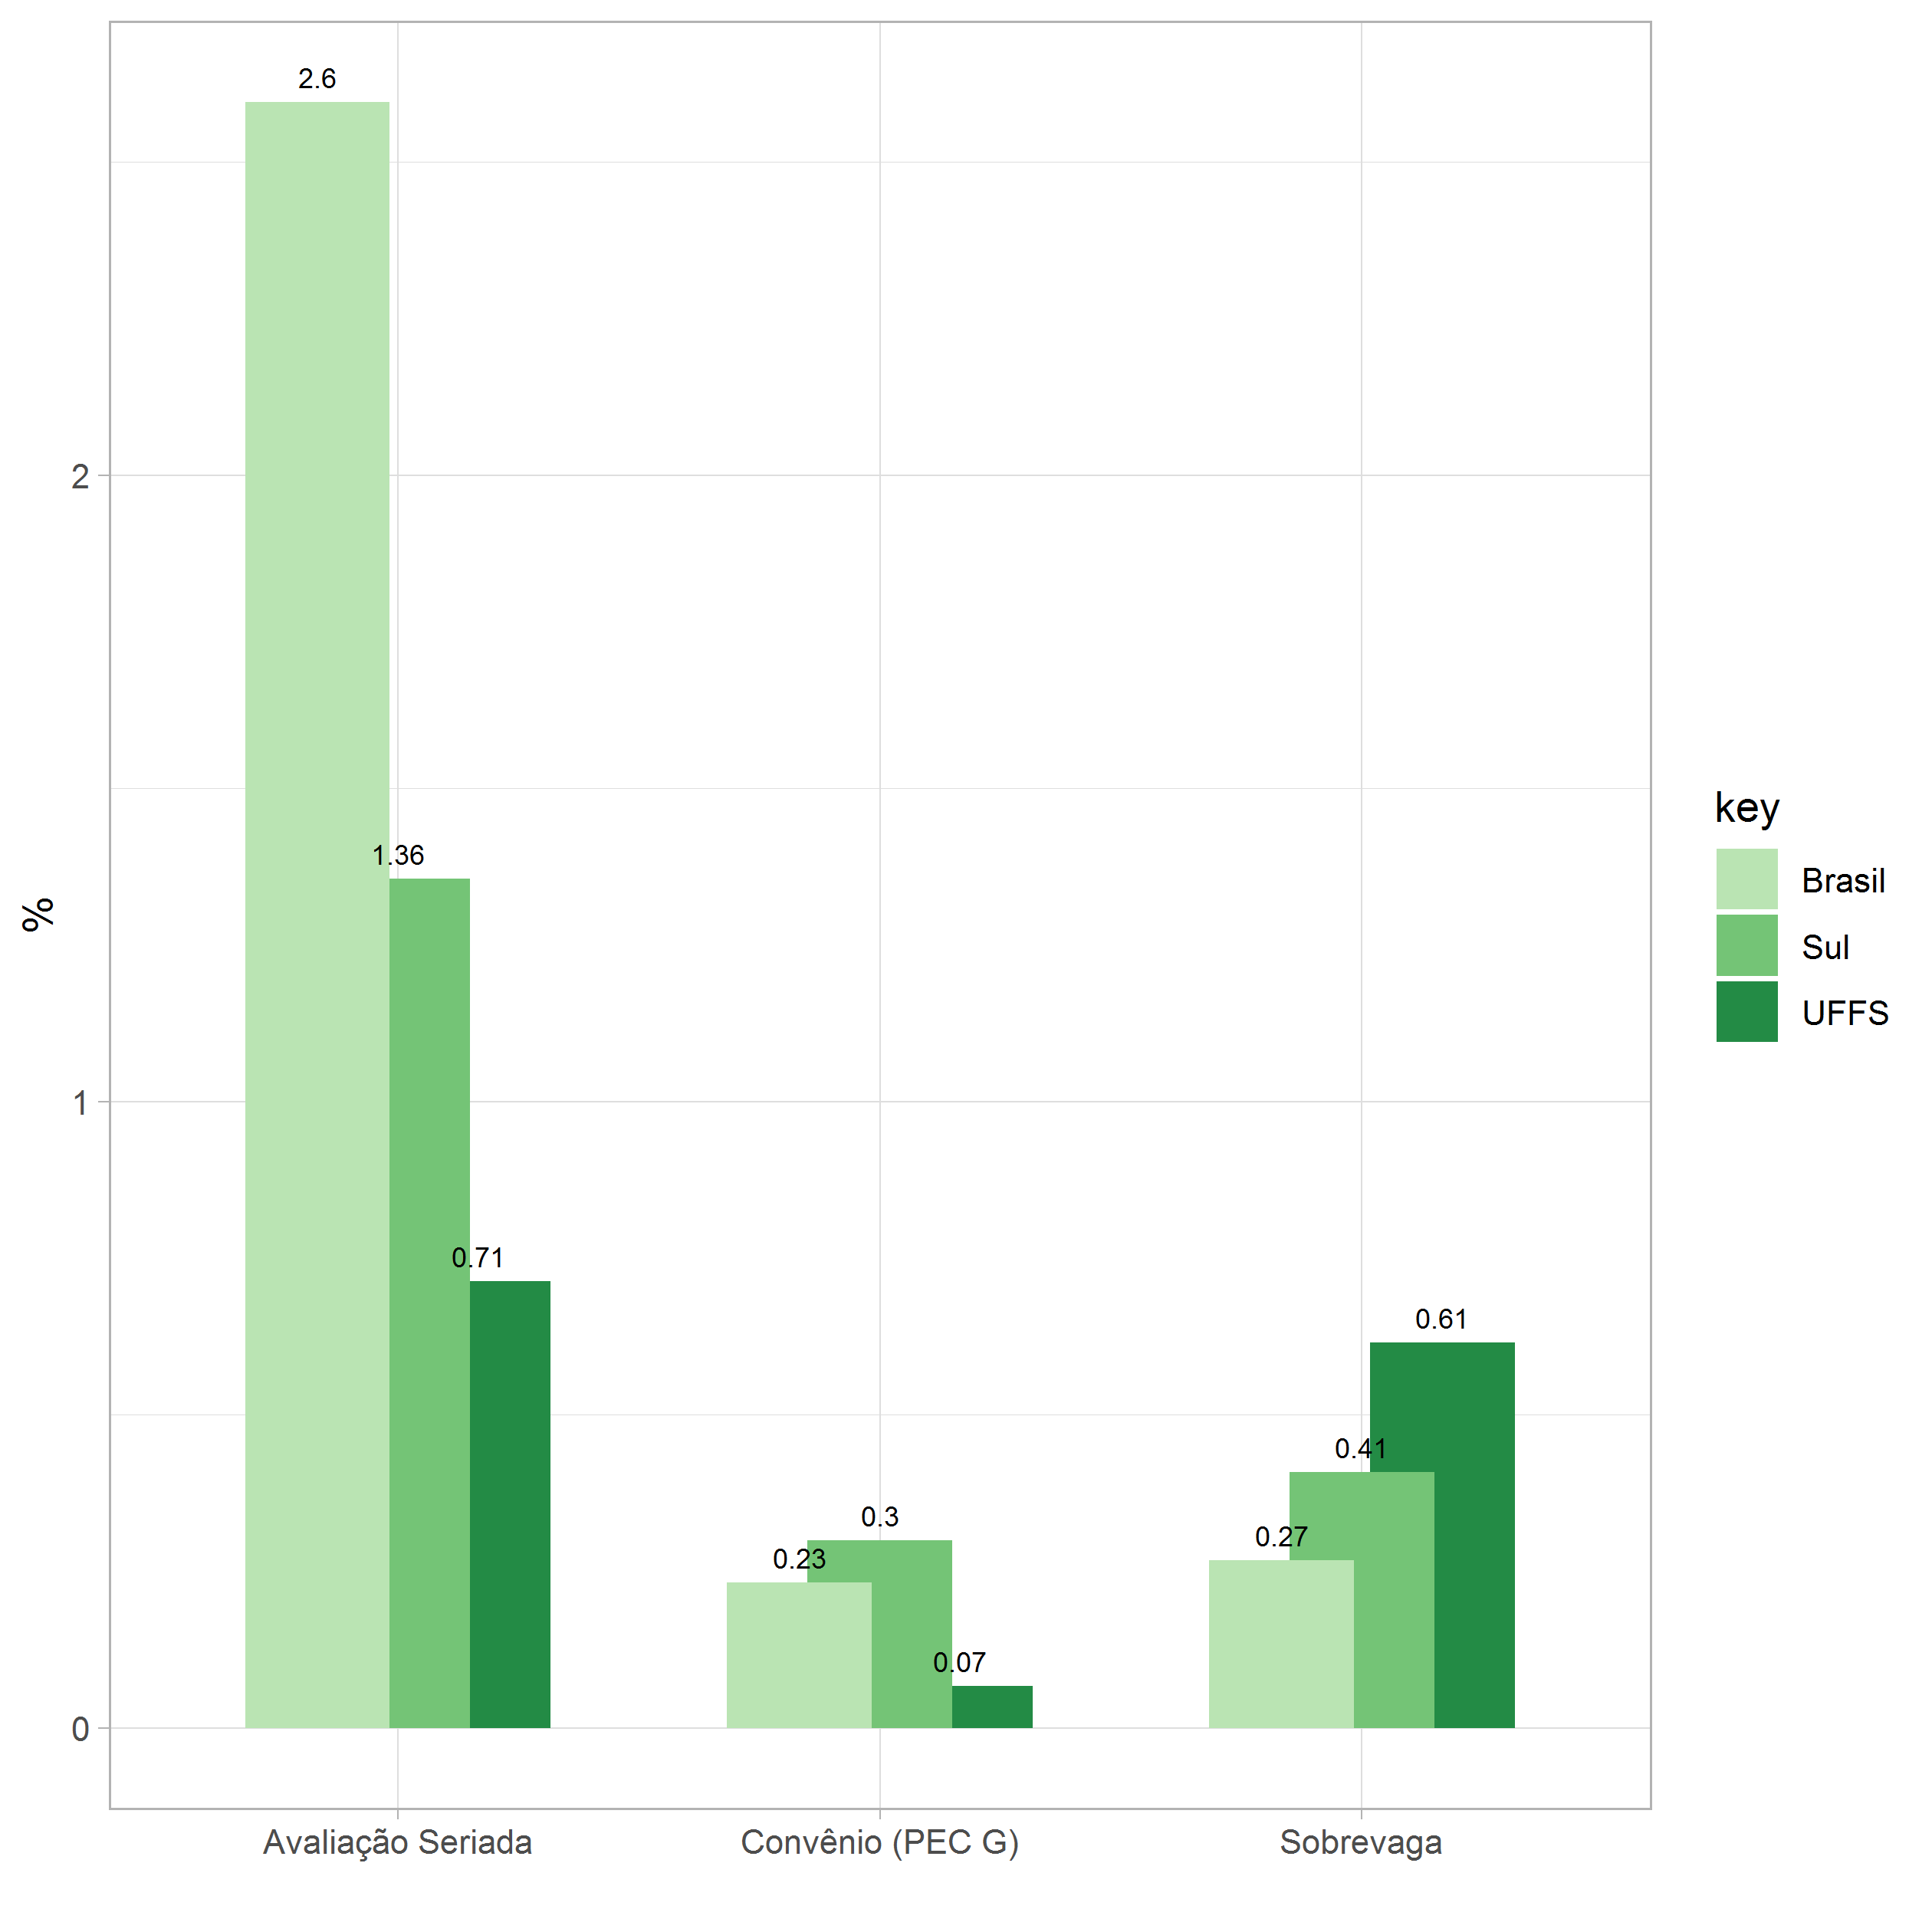 2.6
2
1.36
%
1
0.71
0.61
0.41
0.3
0.27
0.23
0.07
0
Avaliação Seriada
Convênio (PEC G)
Sobrevaga
key
Brasil
Sul
UFFS